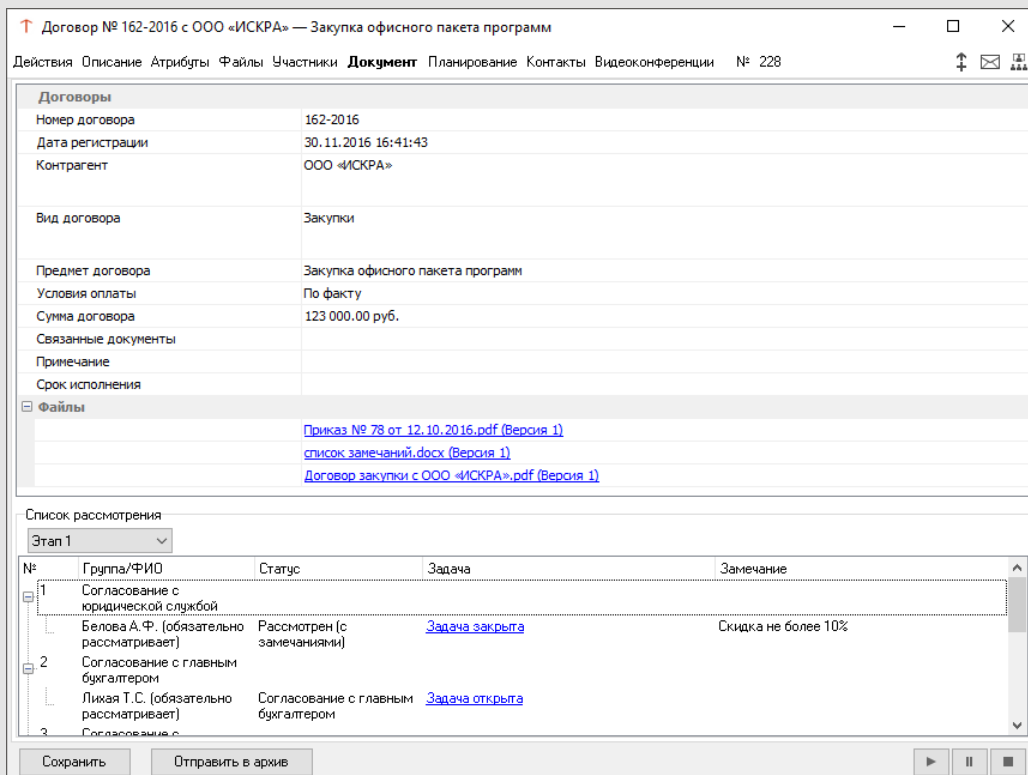 Договор № 162-2016 с ООО «ИСКРА» — Закупка офисного пакета программ
Действия Описание Атрибуты Файлы Участники Документ Планирование Контакты Видеоконференции № 228
Договоры
Номер договора 162-2016
Дата регистрации 30.11.2016 16:41:43
Контрагент ООО «ИСКРА»
Вид договора Закупки
Предмет договора Закупка офисного пакета программ
Условия оплаты По факту
Сумма договора 123 000.00 руб.
Связанные документы
Примечание
Срок исполнения
Файлы
Приказ № 78 от 12.10.2016.pdf (Версия 1)
список замечаний.docx (Версия 1)
Договор закупки с ООО «ИСКРА».pdf (Версия 1)
Список рассмотрения
Этап 1
№ Группа/ФИО Статус Задача Замечание
1 Согласование с
юридической службой
Белова А.Ф. (обязательно Рассмотрен (с Задача закрыта Скидка не более 10%
рассматривает) замечаниями)
2 Согласование с главным
бухгалтером
Лихая Т.С. (обязательно Согласование с главным Задача открыта
рассматривает) бухгалтером
3 Согласование с
Сохранить Отправить в архив